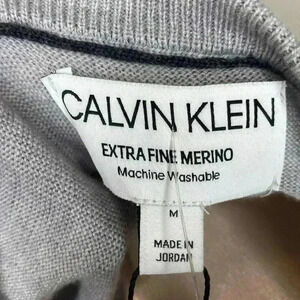 CALVIN KLEIN
EXTRA FINE MERINO
Machine Washable
M
MADE IN
JORDAN